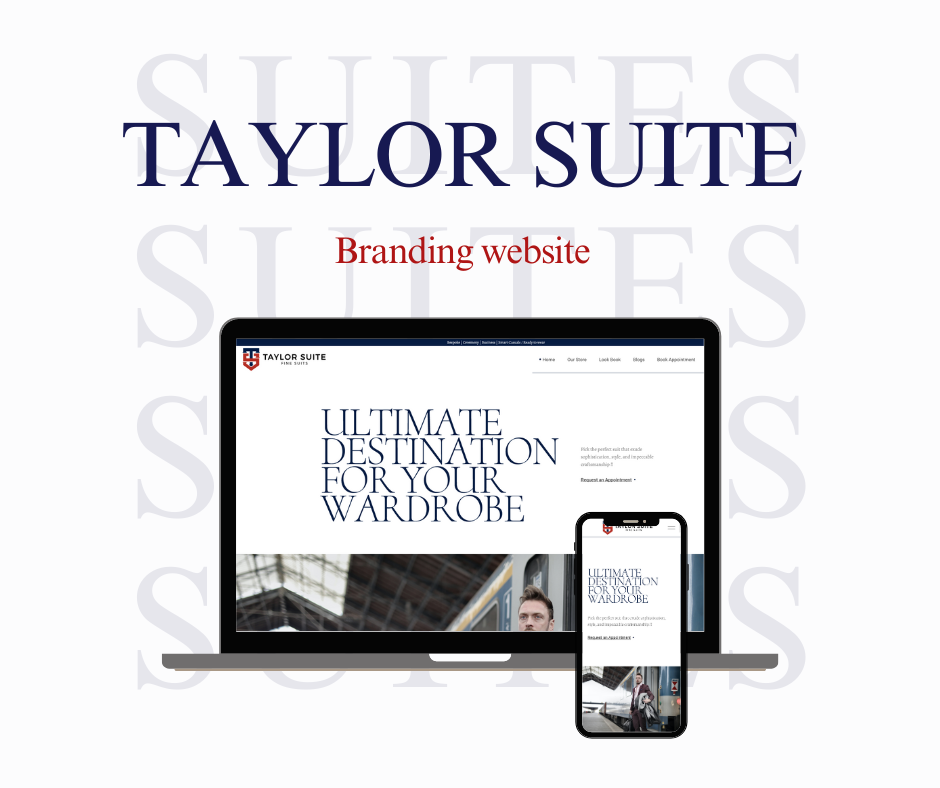 SUITES
TAYLOR SUITE
SUITES
Branding website
Bespoke | Ceremony | Business | Smart Casuals | Ready to wear
TAYLOR SUITE
FINE SUITS
Home Our Store Look Book Blogs Book Appointment
SUITES
ULTIMATE
DESTINATION
FOR YOUR
WARDROBE
Pick the perfect suit that exude
sophistication, style, and impeccable
craftsmanship.!!
Request an Appointment
TAYLOR SUITE
ULTIMATE
DESTINATION
FOR YOUR
WARDROBE
Pick the perfect suit that exude sophistication,
style, and impeccable craftsmanship.!!
Request an Appointment
SUITES